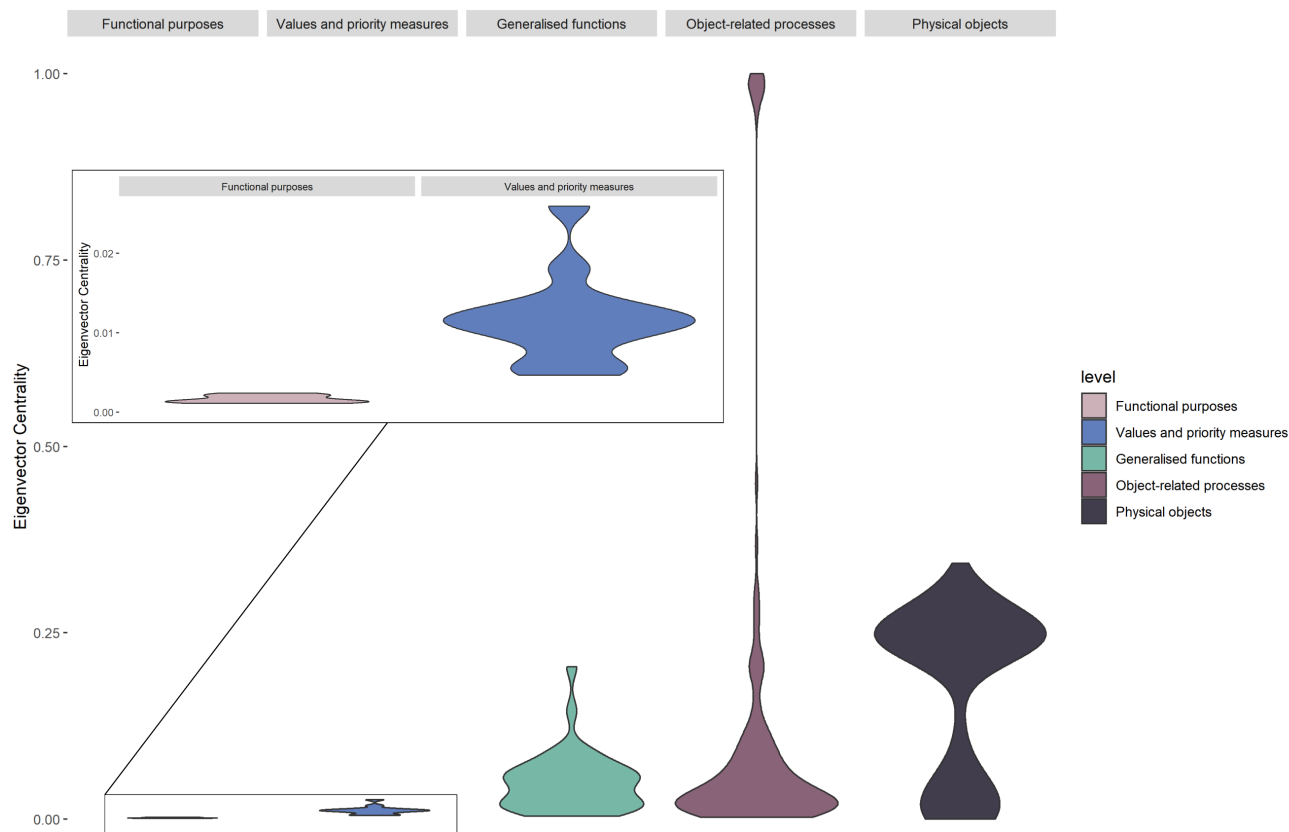 Functional purposes
Values and priority measures
Generalised functions
Object-related processes
Physical objects
1.00
0.75
0.50
0.25
0.00
Eigenvector Centrality
Functional purposes
Values and priority measures
0.02
0.01
0.00
Eigenvector Centrality
level
Functional purposes
Values and priority measures
Generalised functions
Object-related processes
Physical objects